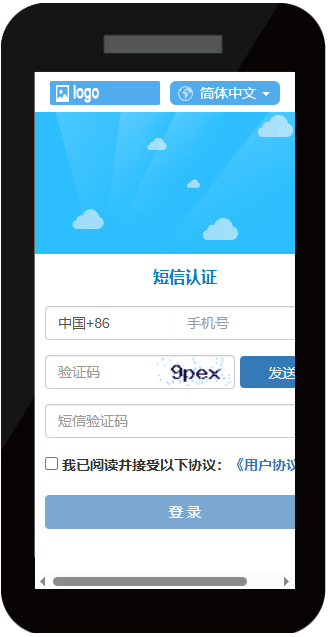 logo 简体中文
短信认证
中国+86 手机号
验证码 9pex 发送
短信验证码
我已阅读并接受以下协议：《用户协议
登 录